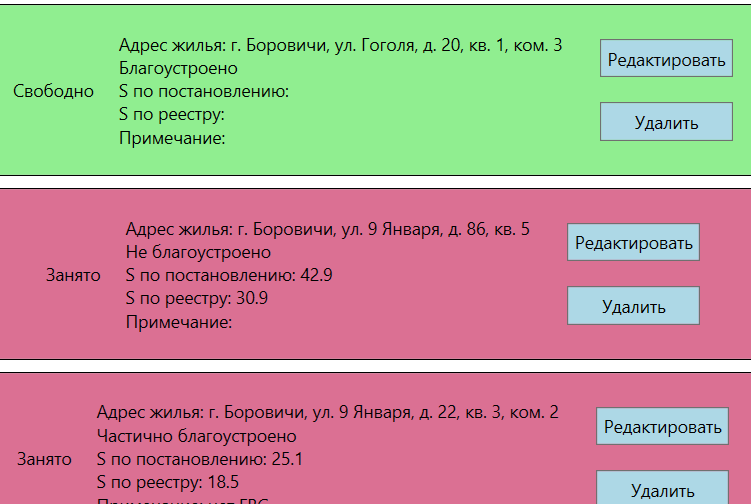 Адрес жилья: г. Боровичи, ул. Гоголя, д. 20, кв. 1, ком. 3
Редактировать
Благоустроено
Свободно
S по постановлению:
S по реестру:
Удалить
Примечание:
Адрес жилья: г. Боровичи, ул. 9 Января, д. 86, кв. 5
Редактировать
Не благоустроено
Занято
S по постановлению: 42.9
S по реестру: 30.9
Удалить
Примечание:
Адрес жилья: г. Боровичи, ул. 9 Января, д. 22, кв. 3, ком. 2
Редактировать
Частично благоустроено
Занято
S по постановлению: 25.1
S по реестру: 18.5
Удалить
Примечание: нет